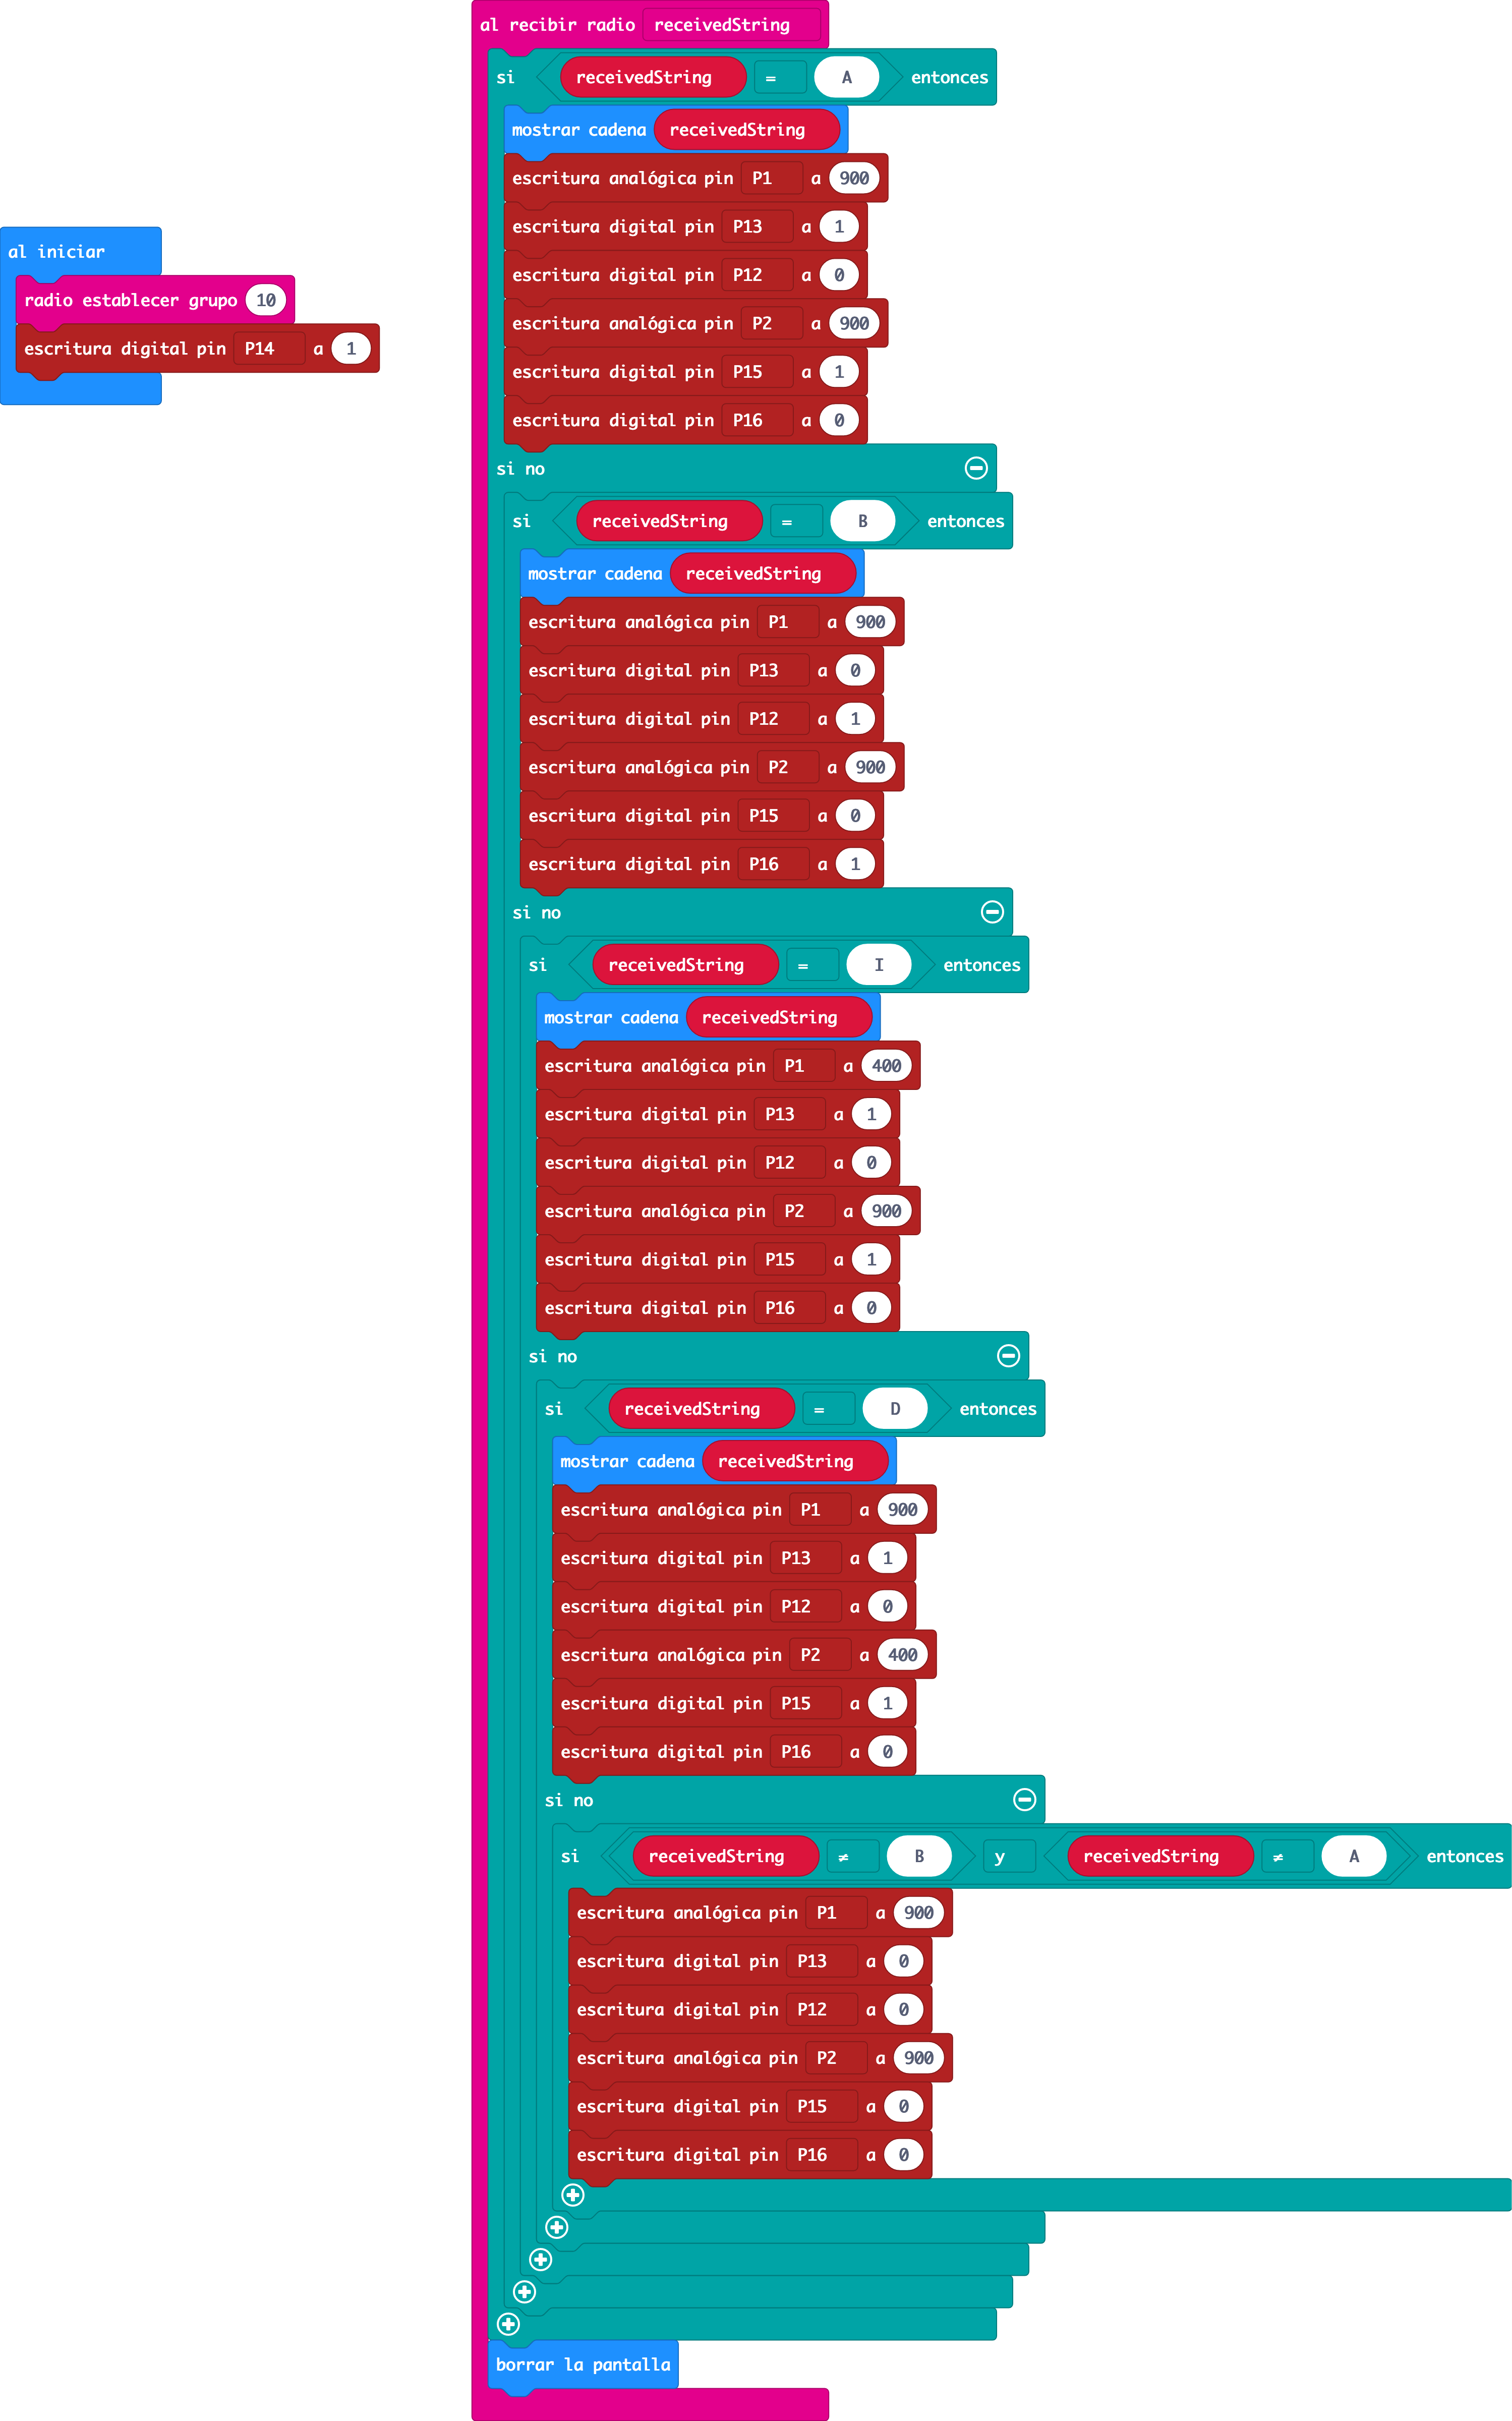 al iniciar
radio establecer grupo 10
escritura digital pin P14 a 1
al recibir radio receivedString
si receivedString = A entonces
mostrar cadena receivedString
escritura analógica pin P1 a 900
escritura digital pin P13 a 1
escritura digital pin P12 a 0
escritura analógica pin P2 a 900
escritura digital pin P15 a 1
escritura digital pin P16 a 0
si no
si receivedString = B entonces
mostrar cadena receivedString
escritura analógica pin P1 a 900
escritura digital pin P13 a 0
escritura digital pin P12 a 1
escritura analógica pin P2 a 900
escritura digital pin P15 a 0
escritura digital pin P16 a 1
si no
si receivedString = I entonces
mostrar cadena receivedString
escritura analógica pin P1 a 400
escritura digital pin P13 a 1
escritura digital pin P12 a 0
escritura analógica pin P2 a 900
escritura digital pin P15 a 1
escritura digital pin P16 a 0
si no
si receivedString = D entonces
mostrar cadena receivedString
escritura analógica pin P1 a 900
escritura digital pin P13 a 1
escritura digital pin P12 a 0
escritura analógica pin P2 a 400
escritura digital pin P15 a 1
escritura digital pin P16 a 0
si no
si receivedString ≠ B y receivedString ≠ A entonces
escritura analógica pin P1 a 900
escritura digital pin P13 a 0
escritura digital pin P12 a 0
escritura analógica pin P2 a 900
escritura digital pin P15 a 0
escritura digital pin P16 a 0
borrar la pantalla